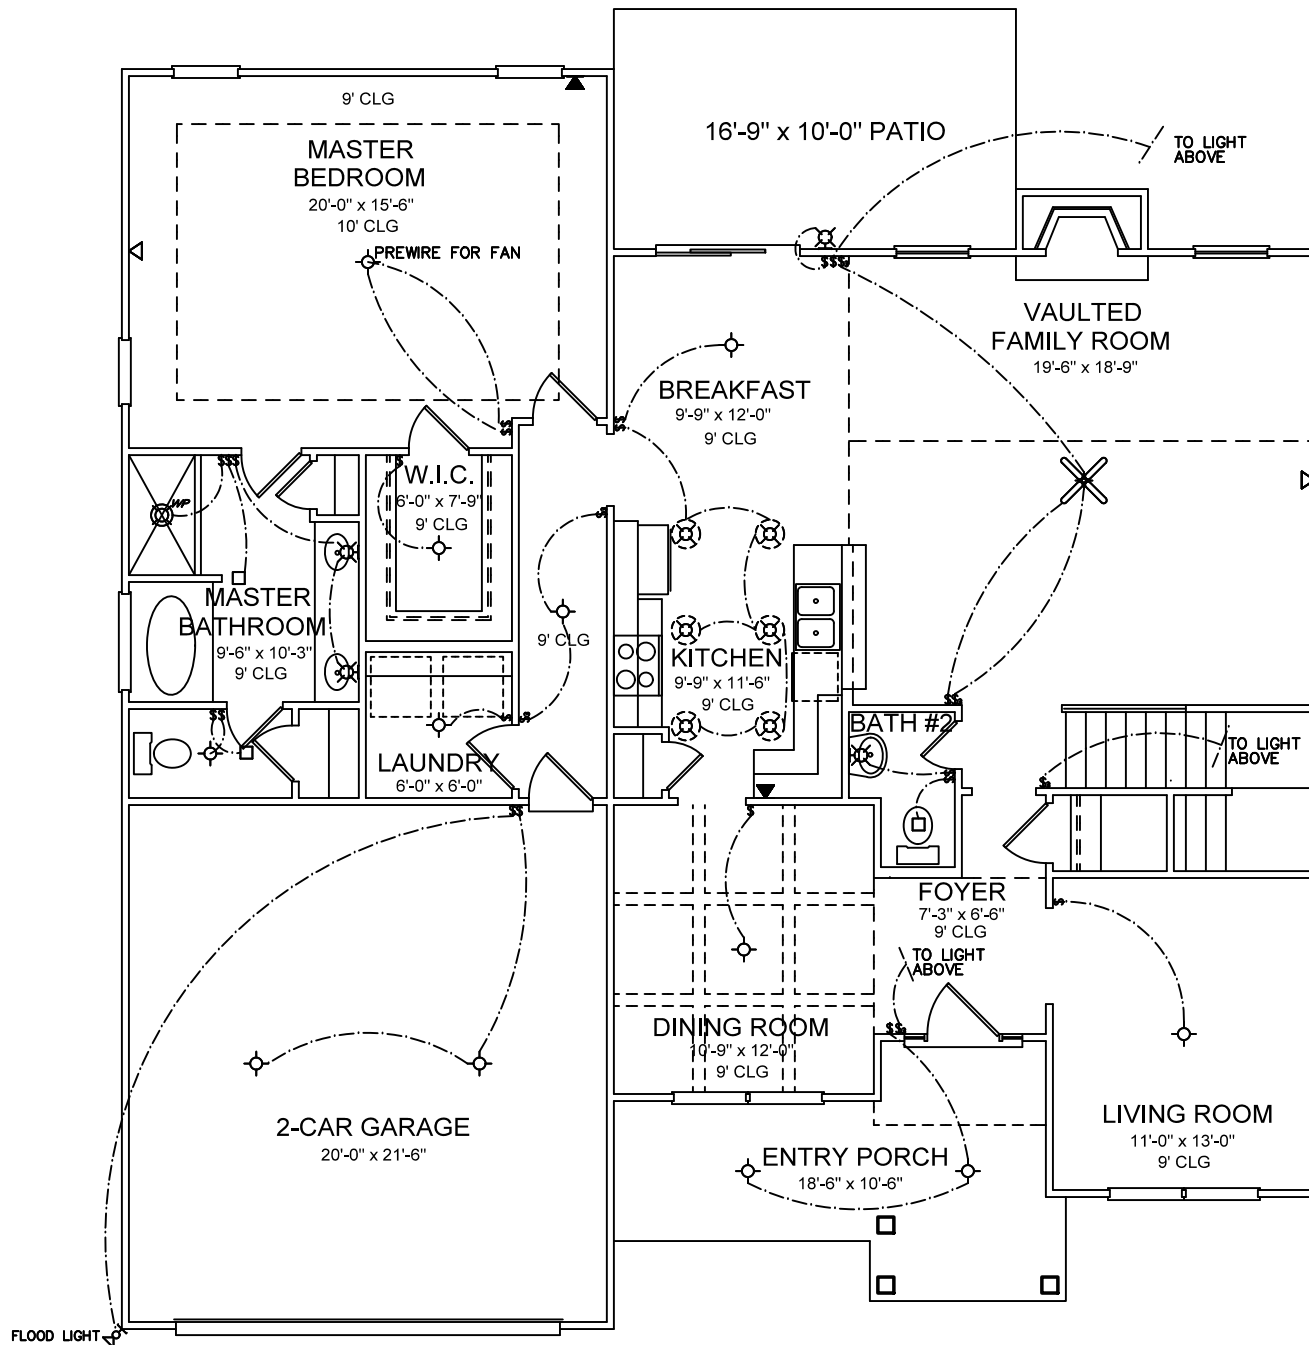 9' CLG
MASTER
BEDROOM
20'-0" x 15'-6"
10' CLG
PREWIRE FOR FAN
16'-9" x 10'-0" PATIO
TO LIGHT
ABOVE
$$$
VAULTED
FAMILY ROOM
19'-6" x 18'-9"
BREAKFAST
9'-9" x 12'-0"
9' CLG
W.I.C.
6'-0" x 7'-9"
9' CLG
$$$
WP
MASTER
BATHROOM
9'-6" x 10'-3"
9' CLG
9' CLG
KITCHEN
9'-9" x 11'-6"
9' CLG
LAUNDRY
6'-0" x 6'-0"
BATH #2
TO LIGHT
ABOVE
FOYER
7'-3" x 6'-6"
9' CLG
TO LIGHT
ABOVE
DINING ROOM
10'-9" x 12'-0"
9' CLG
2-CAR GARAGE
20'-0" x 21'-6"
LIVING ROOM
11'-0" x 13'-0"
9' CLG
ENTRY PORCH
18'-6" x 10'-6"
FLOOD LIGHT